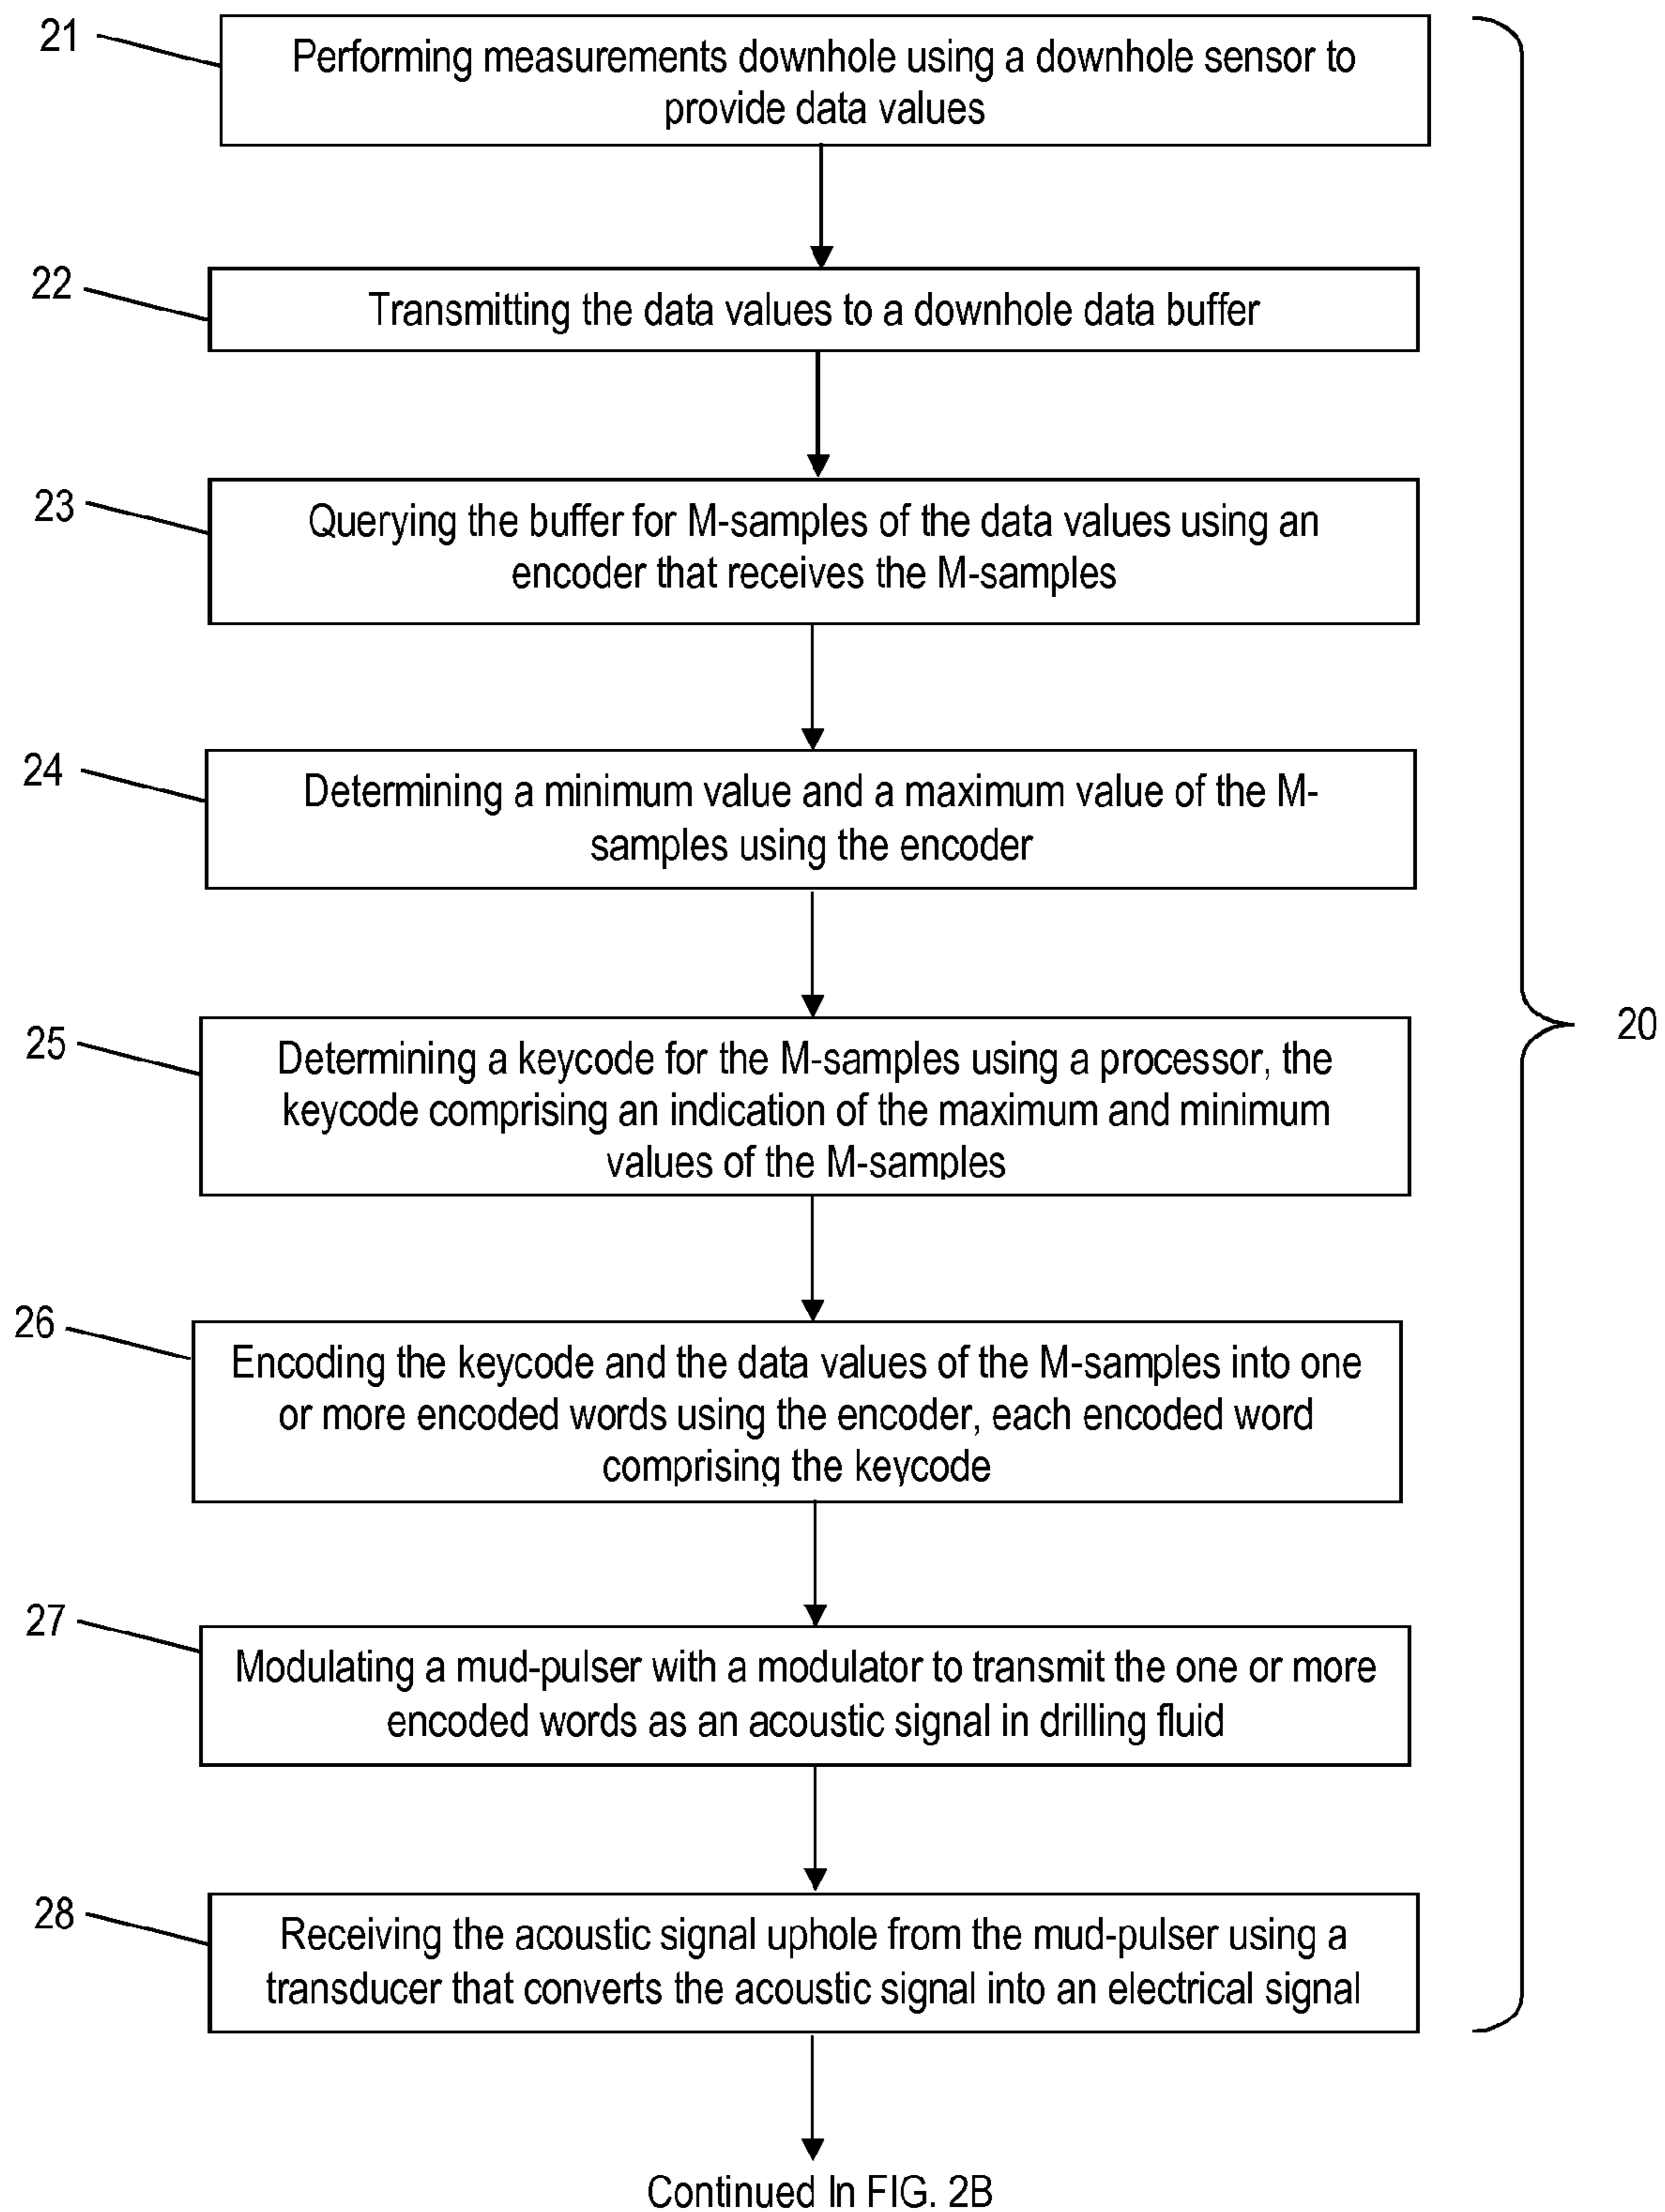 21
Performing measurements downhole using a downhole sensor to
provide data values
22
Transmitting the data values to a downhole data buffer
23
Querying the buffer for M-samples of the data values using an
encoder that receives the M-samples
24
Determining a minimum value and a maximum value of the M-
samples using the encoder
25
Determining a keycode for the M-samples using a processor, the
keycode comprising an indication of the maximum and minimum
values of the M-samples
20
26
Encoding the keycode and the data values of the M-samples into one
or more encoded words using the encoder, each encoded word
comprising the keycode
27
Modulating a mud-pulser with a modulator to transmit the one or more
encoded words as an acoustic signal in drilling fluid
28
Receiving the acoustic signal uphole from the mud-pulser using a
transducer that converts the acoustic signal into an electrical signal
Continued In FIG. 2B